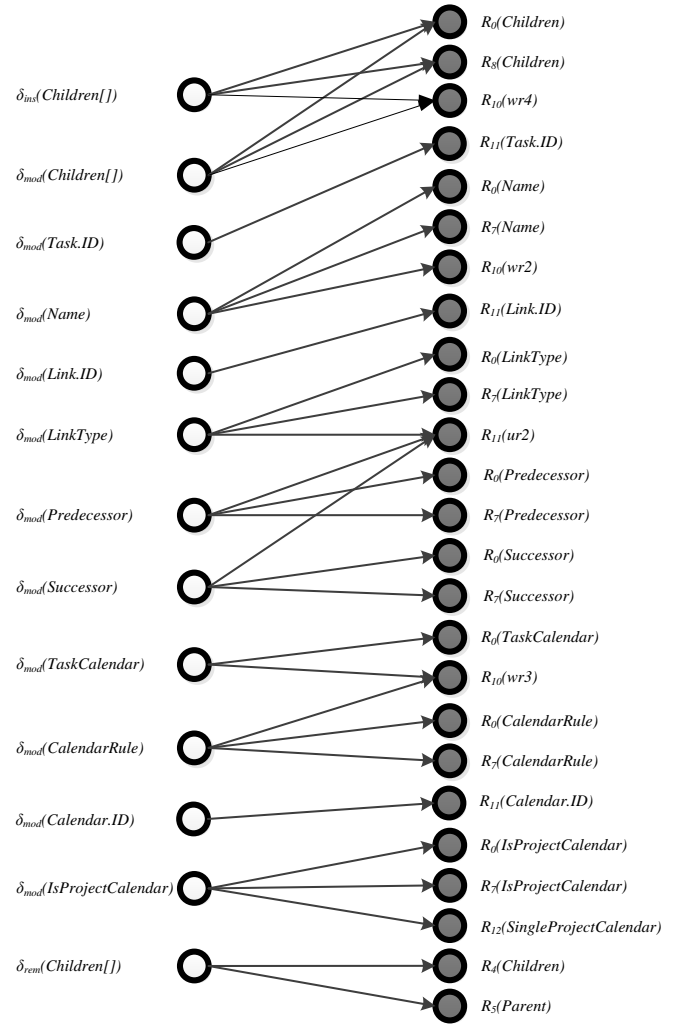 δins(Children[])
δmod(Children[])
δmod(Task.ID)
δmod(Name)
δmod(Link.ID)
δmod(LinkType)
δmod(Predecessor)
δmod(Successor)
δmod(TaskCalendar)
δmod(CalendarRule)
δmod(Calendar.ID)
δmod(IsProjectCalendar)
δrem(Children[])
R0(Children)
R8(Children)
R10(wr4)
R11(Task.ID)
R0(Name)
R7(Name)
R10(wr2)
R11(Link.ID)
R0(LinkType)
R7(LinkType)
R11(ur2)
R0(Predecessor)
R7(Predecessor)
R0(Successor)
R7(Successor)
R0(TaskCalendar)
R10(wr3)
R0(CalendarRule)
R7(CalendarRule)
R11(Calendar.ID)
R0(IsProjectCalendar)
R7(IsProjectCalendar)
R12(SingleProjectCalendar)
R4(Children)
R5(Parent)